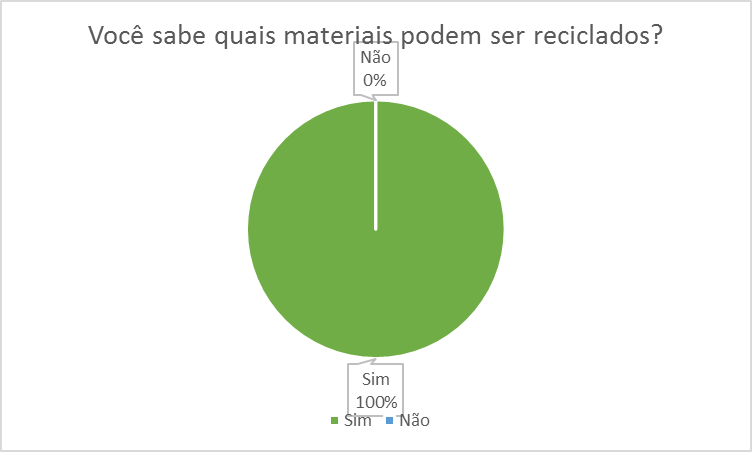 Você sabe quais materiais podem ser reciclados?
Não
0%
Sim
100%
Sim Não